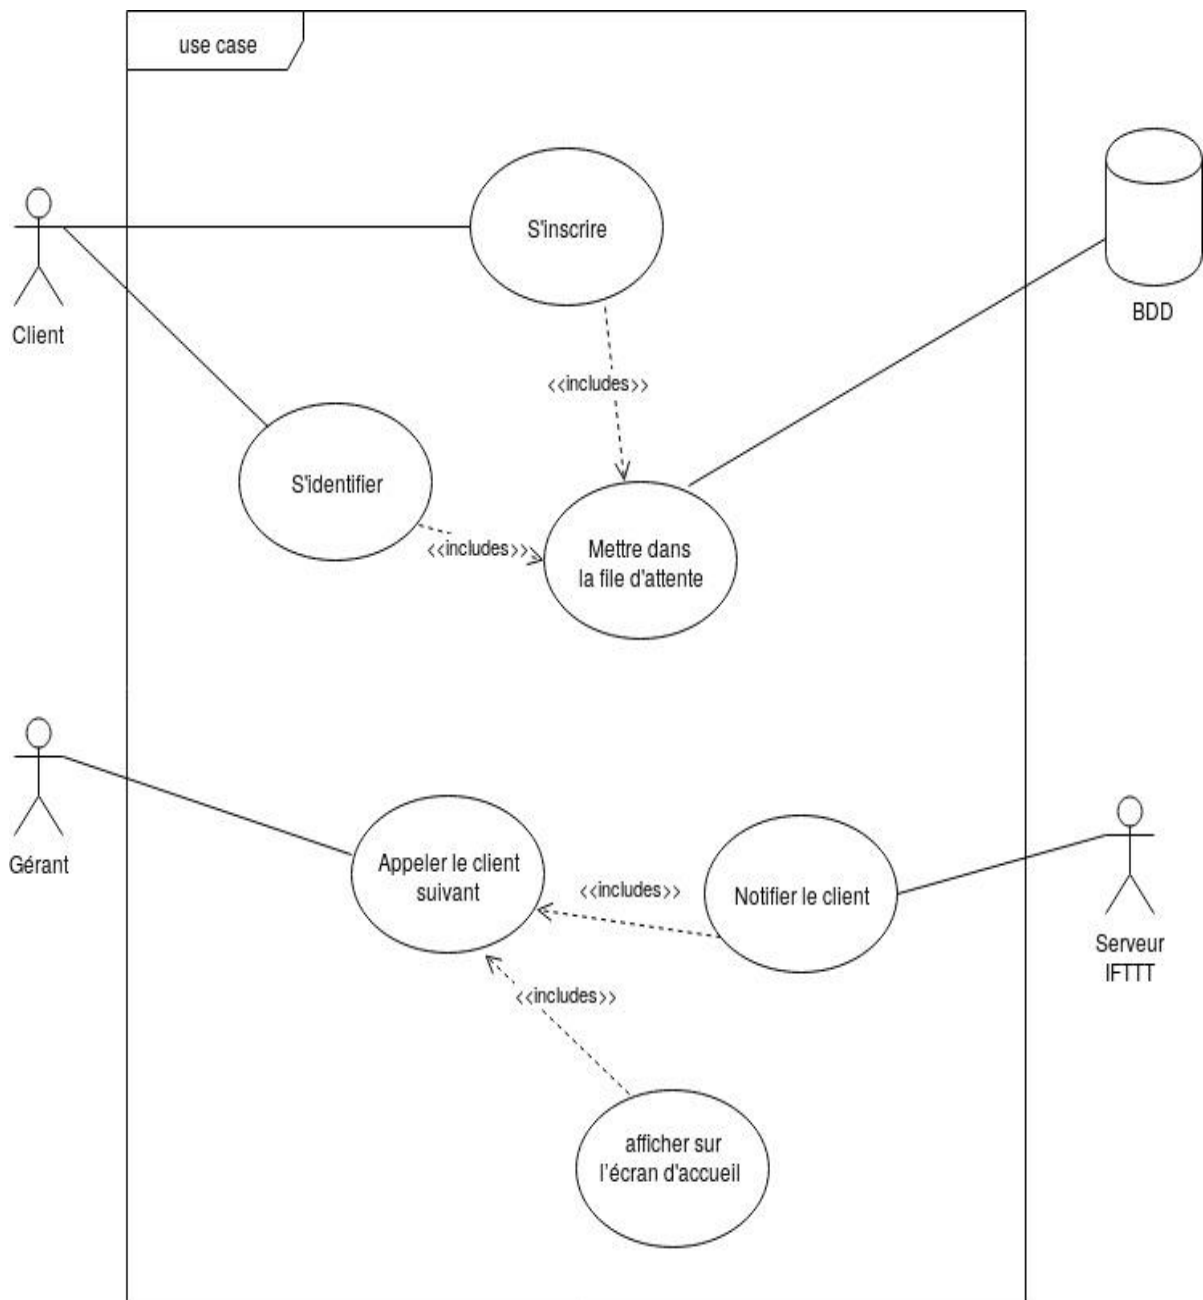 use case
S'inscrire
BDD
Client
<<includes>>
S'identifier
<<includes>>
Mettre dans
la file d'attente
Gérant
Appeler le client
suivant
<<includes>>
Notifier le client
Serveur
IFTTT
<<includes>>
afficher sur
l'écran d'accueil